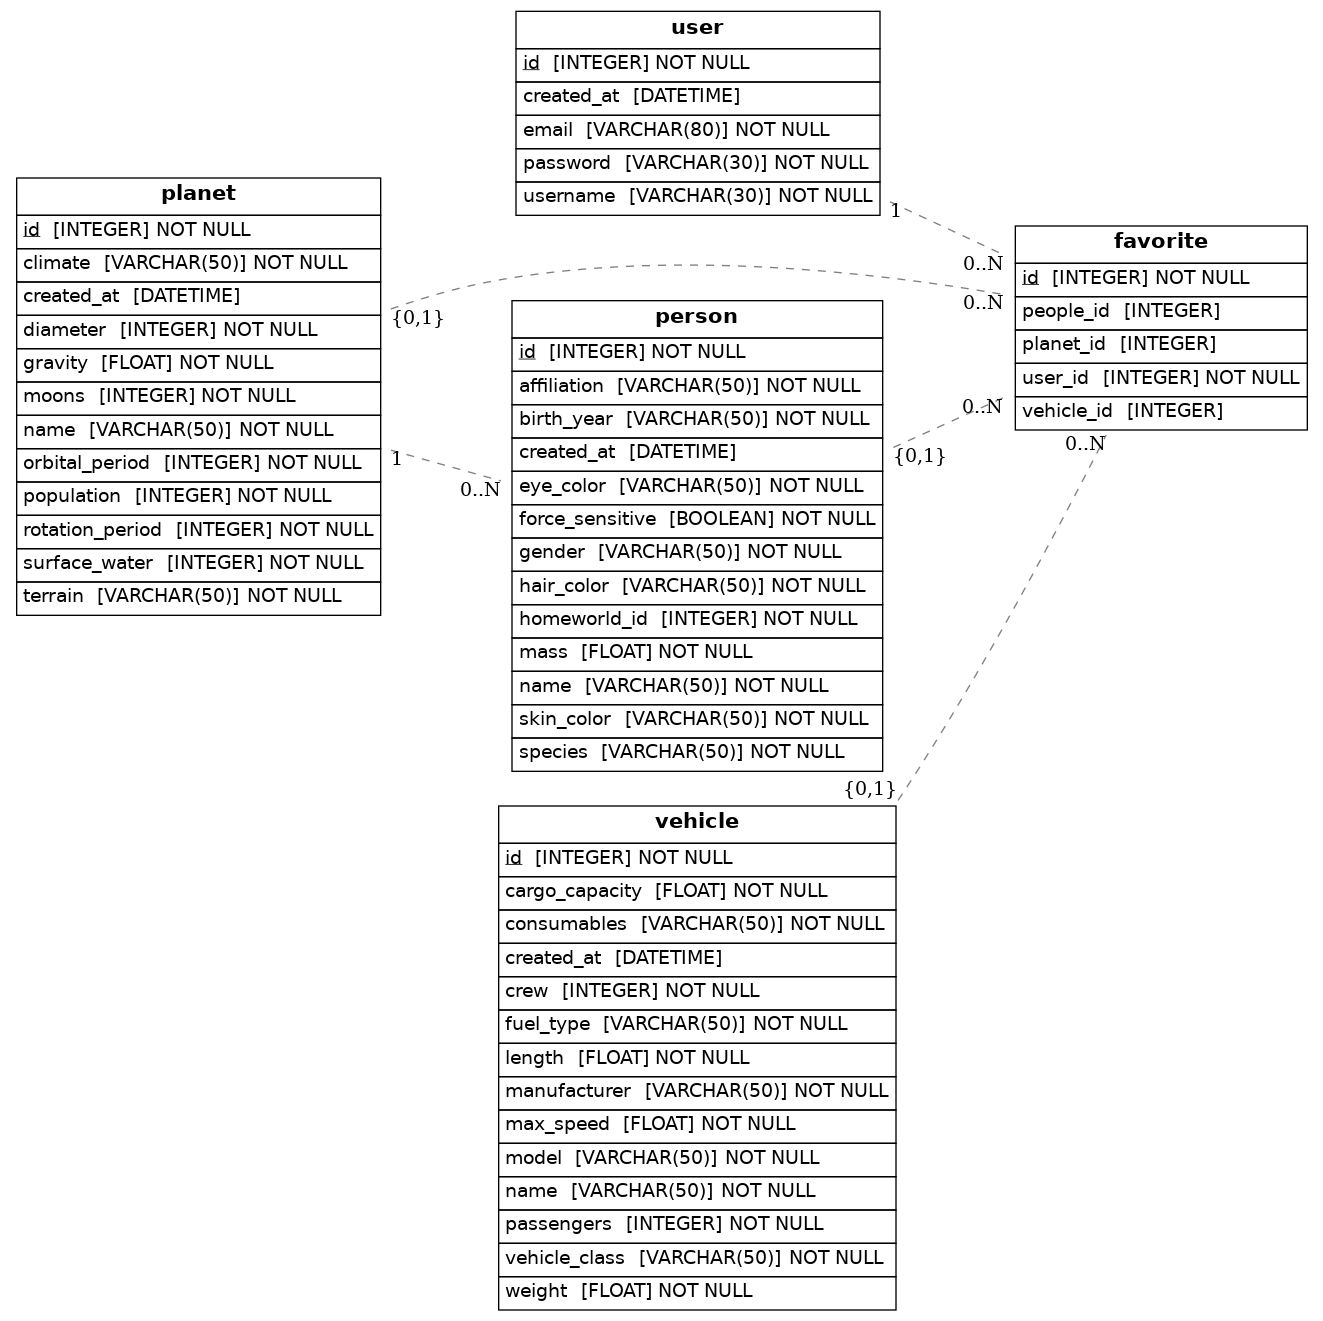 user
id [INTEGER] NOT NULL
created_at [DATETIME]
email [VARCHAR(80)] NOT NULL
password [VARCHAR(30)] NOT NULL
username [VARCHAR(30)] NOT NULL
1
0..N
planet
id [INTEGER] NOT NULL
climate [VARCHAR(50)] NOT NULL
created_at [DATETIME]
diameter [INTEGER] NOT NULL
gravity [FLOAT] NOT NULL
moons [INTEGER] NOT NULL
name [VARCHAR(50)] NOT NULL
orbital_period [INTEGER] NOT NULL
population [INTEGER] NOT NULL
rotation_period [INTEGER] NOT NULL
surface_water [INTEGER] NOT NULL
terrain [VARCHAR(50)] NOT NULL
{0,1}
0..N
1
0..N
favorite
id [INTEGER] NOT NULL
people_id [INTEGER]
planet_id [INTEGER]
user_id [INTEGER] NOT NULL
vehicle_id [INTEGER]
person
id [INTEGER] NOT NULL
affiliation [VARCHAR(50)] NOT NULL
birth_year [VARCHAR(50)] NOT NULL
created_at [DATETIME]
eye_color [VARCHAR(50)] NOT NULL
force_sensitive [BOOLEAN] NOT NULL
gender [VARCHAR(50)] NOT NULL
hair_color [VARCHAR(50)] NOT NULL
homeworld_id [INTEGER] NOT NULL
mass [FLOAT] NOT NULL
name [VARCHAR(50)] NOT NULL
skin_color [VARCHAR(50)] NOT NULL
species [VARCHAR(50)] NOT NULL
0..N
{0,1}
0..N
{0,1}
vehicle
id [INTEGER] NOT NULL
cargo_capacity [FLOAT] NOT NULL
consumables [VARCHAR(50)] NOT NULL
created_at [DATETIME]
crew [INTEGER] NOT NULL
fuel_type [VARCHAR(50)] NOT NULL
length [FLOAT] NOT NULL
manufacturer [VARCHAR(50)] NOT NULL
max_speed [FLOAT] NOT NULL
model [VARCHAR(50)] NOT NULL
name [VARCHAR(50)] NOT NULL
passengers [INTEGER] NOT NULL
vehicle_class [VARCHAR(50)] NOT NULL
weight [FLOAT] NOT NULL